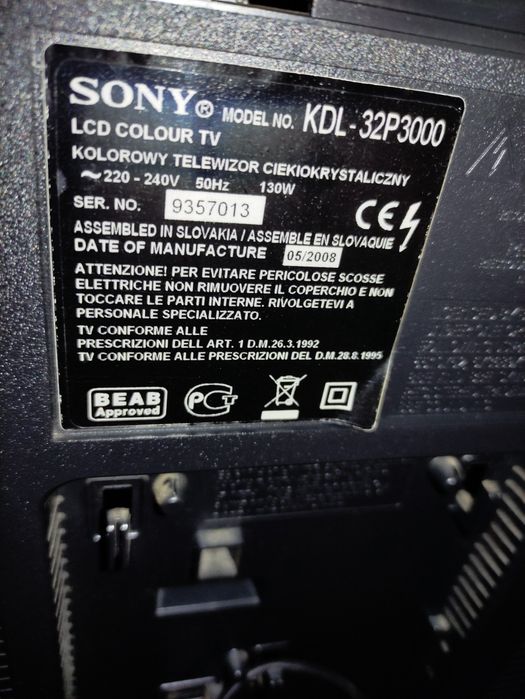 SONY® MODEL NO. KDL-32P3000
LCD COLOUR TV
KOLOROWY TELEWIZOR CIEKIOKRYSTALICZNY
~220 - 240V 50Hz 130W
SER. NO. 9357013
CE
ASSEMBLED IN SLOVAKIA / ASSEMBLE EN SLOVAQUIE
DATE OF MANUFACTURE 05/2008
ATTENZIONE! PER EVITARE PERICOLOSE SCOSSE
ELETTRICHE NON RIMUOVERE IL COPERCHIO E NON
TOCCARE LE PARTI INTERNE. RIVOLGETEVI A
PERSONALE SPECIALIZZATO.
TV CONFORME ALLE
PRESCRIZIONI DELL ART. 1 D.M.26.3.1992
TV CONFORME ALLE PRESCRIZIONI DEL D.M.28.8.1995
BEAB
Approved
PCT